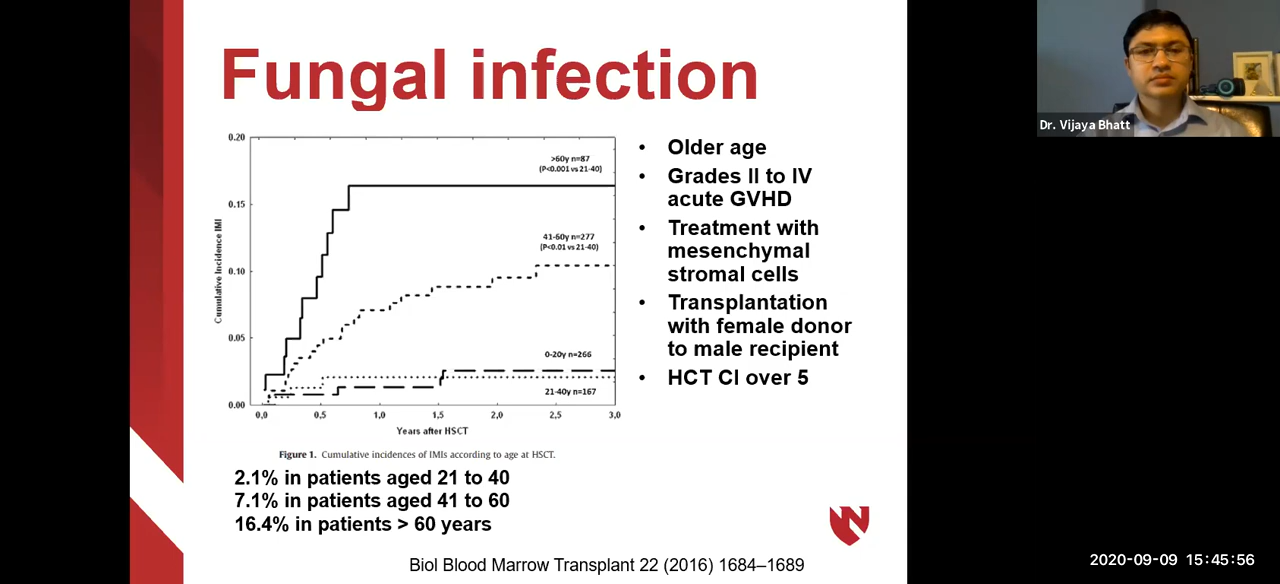 Fungal infection
Dr. Vijaya Bhatt
0.20
0.15
0.10
0.05
0.00
Cumulative Incidence IMI
>60y n=87
(P<0.001 vs 21-40)
41-60y n=277
(P<0.01 vs 21-40)
0-20y n=266
21-40y n=167
0,0 0,5 1,0 1,5 2,0 2,5 3,0
Years after HSCT
Figure 1. Cumulative incidences of IMIs according to age at HSCT.
• Older age
• Grades II to IV
acute GVHD
• Treatment with
mesenchymal
stromal cells
• Transplantation
with female donor
to male recipient
• HCT CI over 5
2.1% in patients aged 21 to 40
7.1% in patients aged 41 to 60
16.4% in patients > 60 years
N
Biol Blood Marrow Transplant 22 (2016) 1684–1689
2020-09-09 15:45:56